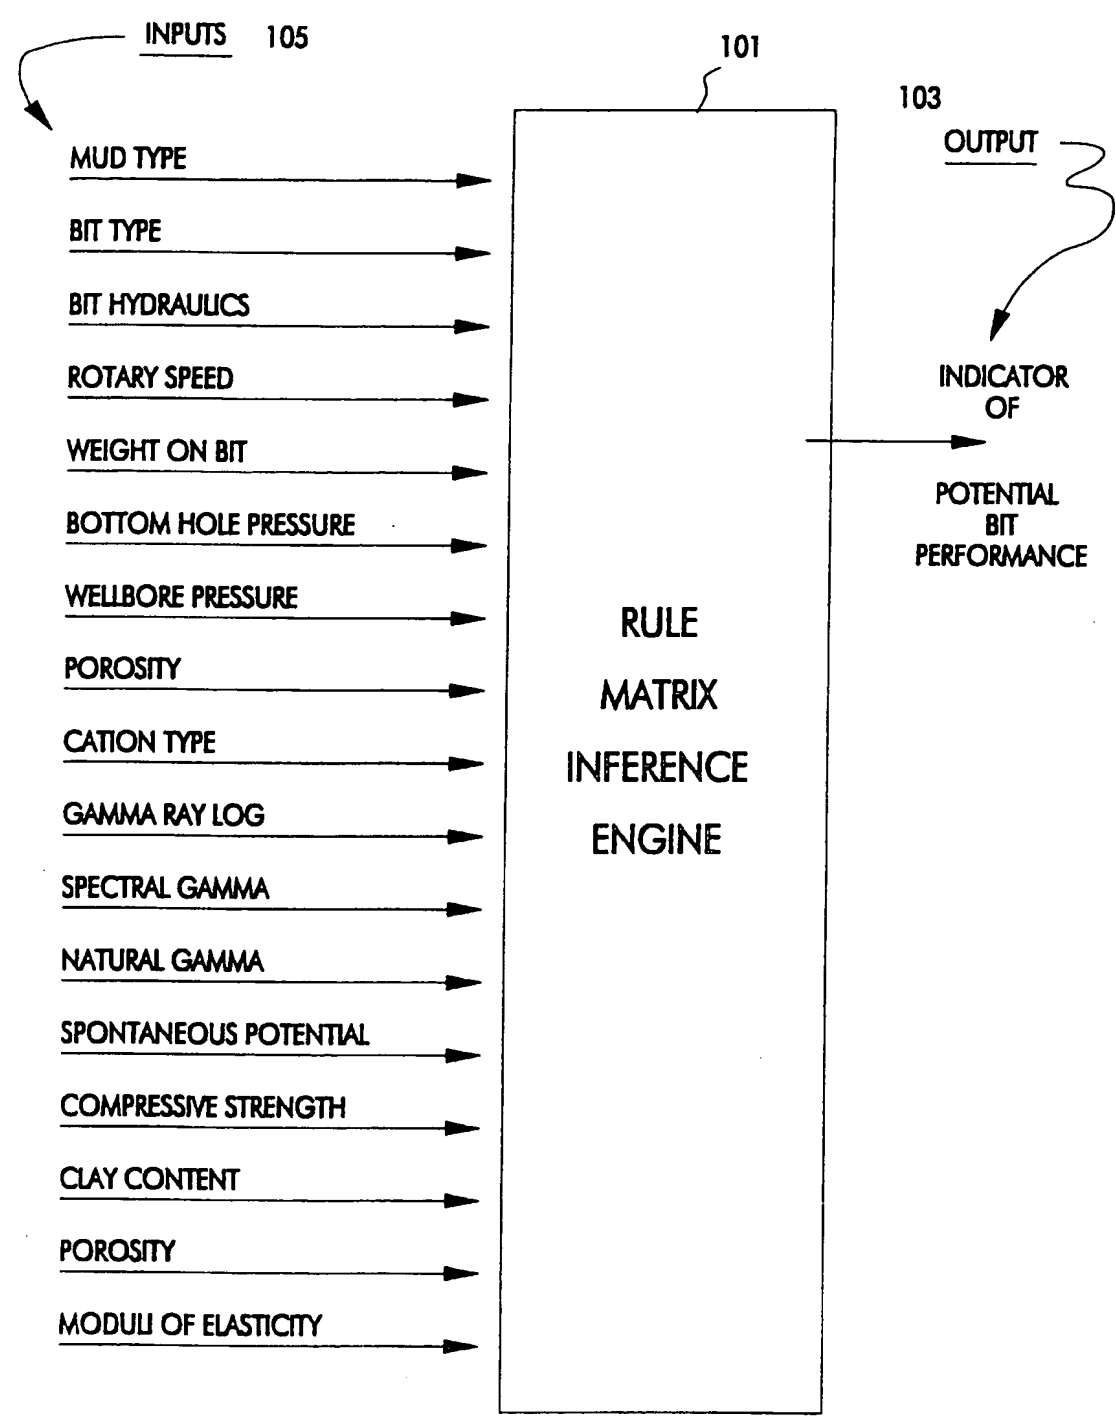 INPUTS 105
101
103
OUTPUT
MUD TYPE
BIT TYPE
BIT HYDRAULICS
ROTARY SPEED
WEIGHT ON BIT
BOTTOM HOLE PRESSURE
WELLBORE PRESSURE
POROSITY
CATION TYPE
GAMMA RAY LOG
SPECTRAL GAMMA
NATURAL GAMMA
SPONTANEOUS POTENTIAL
COMPRESSIVE STRENGTH
CLAY CONTENT
POROSITY
MODULI OF ELASTICITY
RULE
MATRIX
INFERENCE
ENGINE
INDICATOR
OF
POTENTIAL
BIT
PERFORMANCE